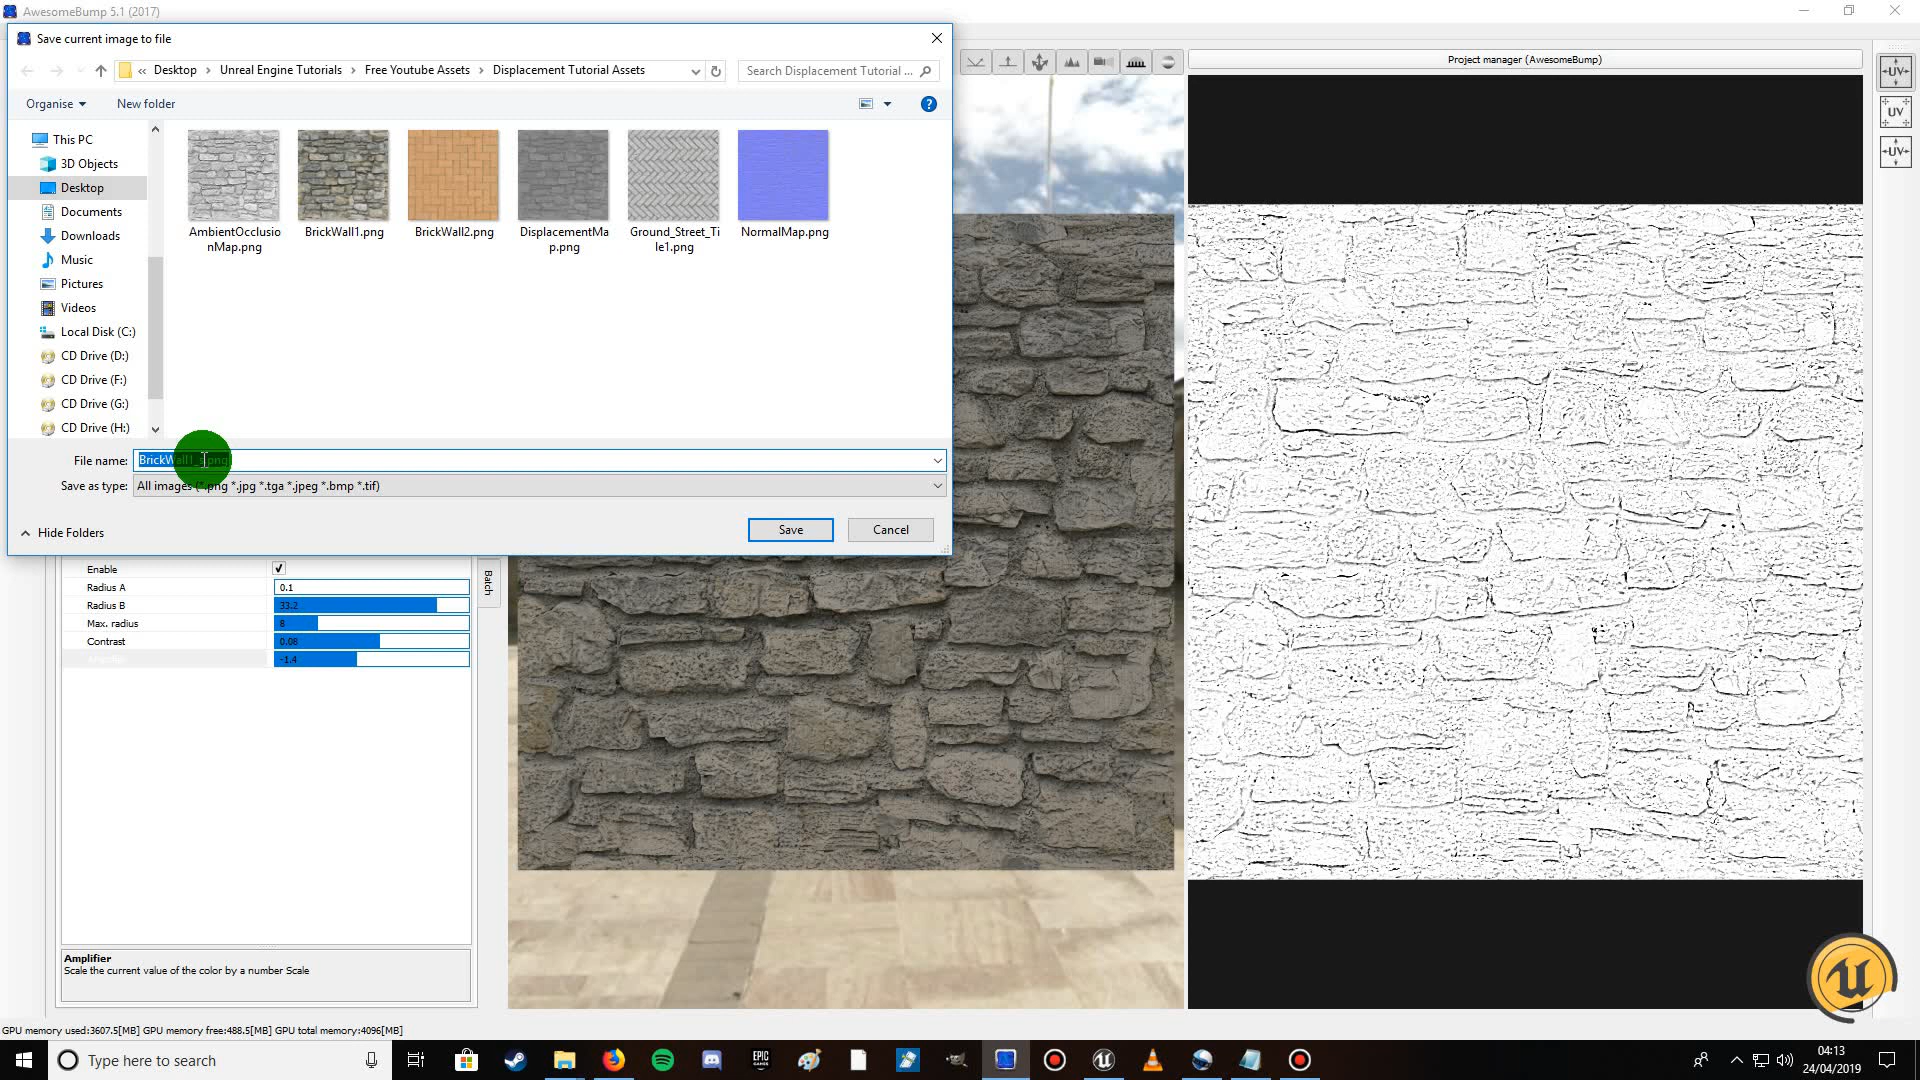 AwesomeBump 5.1 (2017)
Save current image to file
« Desktop › Unreal Engine Tutorials › Free Youtube Assets › Displacement Tutorial Assets
Search Displacement Tutorial ...
Organise
New folder
This PC
3D Objects
Desktop
Documents
Downloads
Music
Pictures
Videos
Local Disk (C:)
CD Drive (D:)
CD Drive (F:)
CD Drive (G:)
CD Drive (H:)
AmbientOcclusio
nMap.png
BrickWall1.png
BrickWall2.png
DisplacementMa
p.png
Ground_Street_Ti
le1.png
NormalMap.png
File name: BrickWall1_s.png
Save as type: All images (*.png *.jpg *.tga *.jpeg *.bmp *.tif)
Hide Folders
Save
Cancel
Project manager (AwesomeBump)
UV
UV
UV
Enable
Radius A 0.1
Radius B 33.2
Max. radius 8
Contrast 0.08
-1.4
Batch
Amplifier
Scale the current value of the color by a number Scale
GPU memory used:3607.5[MB] GPU memory free:488.5[MB] GPU total memory:4096[MB]
Type here to search
EPIC
GAMES
04:13
24/04/2019